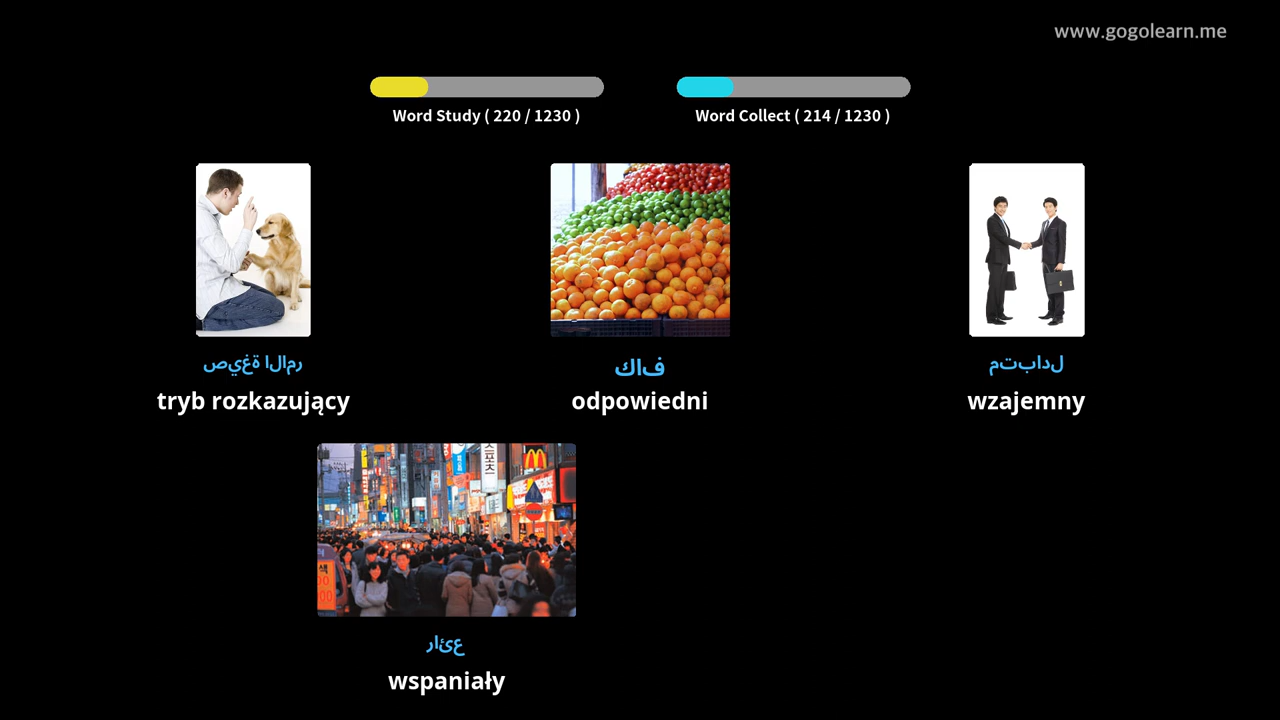 www.gogolearn.me
Word Study ( 220 / 1230 )
Word Collect ( 214 / 1230 )
صيغة الامر
كاف
متبادل
tryb rozkazujący
odpowiedni
wzajemny
رائع
wspaniały